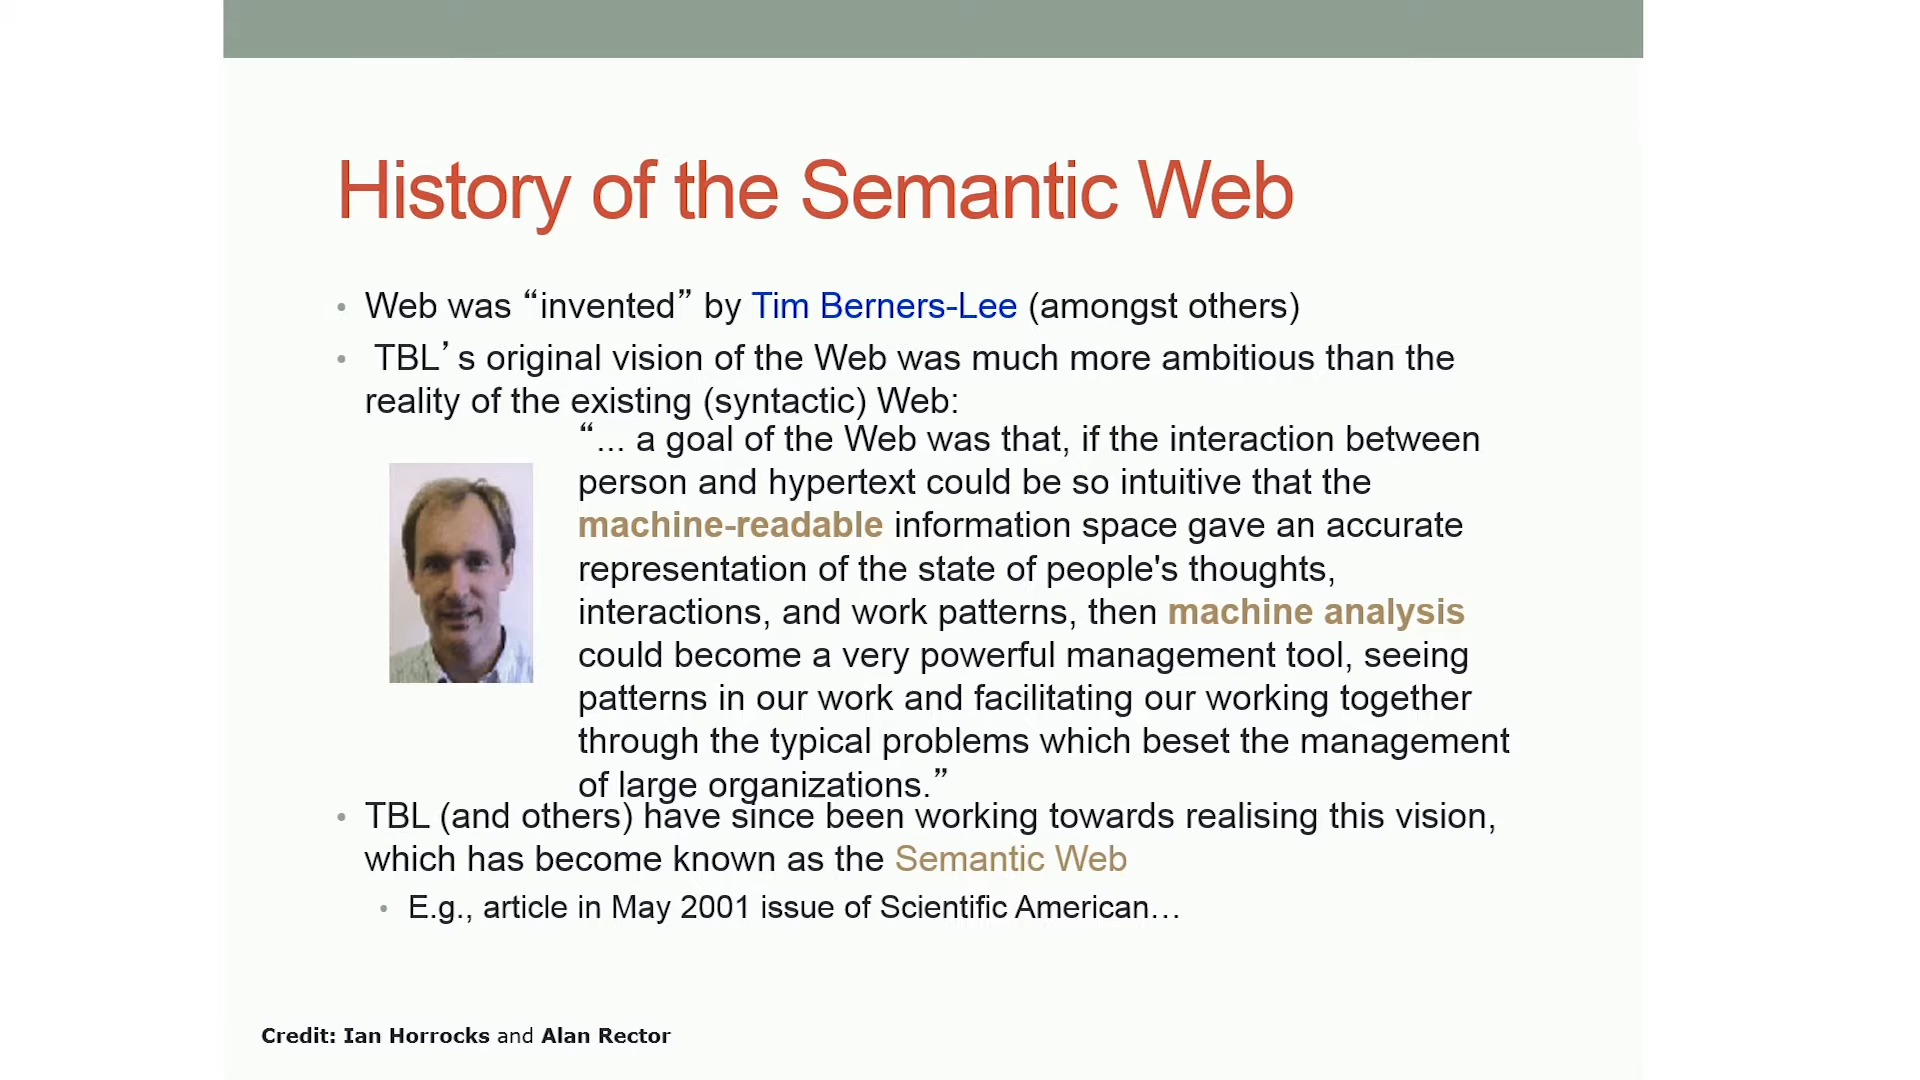 History of the Semantic Web
• Web was “invented” by Tim Berners-Lee (amongst others)
• TBL’s original vision of the Web was much more ambitious than the
reality of the existing (syntactic) Web:
“... a goal of the Web was that, if the interaction between
person and hypertext could be so intuitive that the
machine-readable information space gave an accurate
representation of the state of people's thoughts,
interactions, and work patterns, then machine analysis
could become a very powerful management tool, seeing
patterns in our work and facilitating our working together
through the typical problems which beset the management
of large organizations.”
• TBL (and others) have since been working towards realising this vision,
which has become known as the Semantic Web
• E.g., article in May 2001 issue of Scientific American…
Credit: Ian Horrocks and Alan Rector